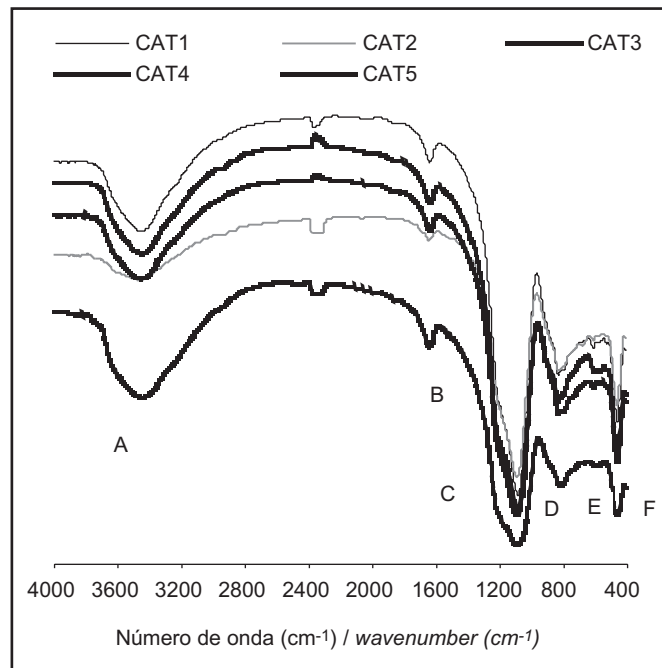 CAT1 CAT2 CAT3
CAT4 CAT5
A
B
C
D E F
4000 3600 2800 2400 2000 1600 1200 800 400
Número de onda (cm-1) / wavenumber (cm-1)